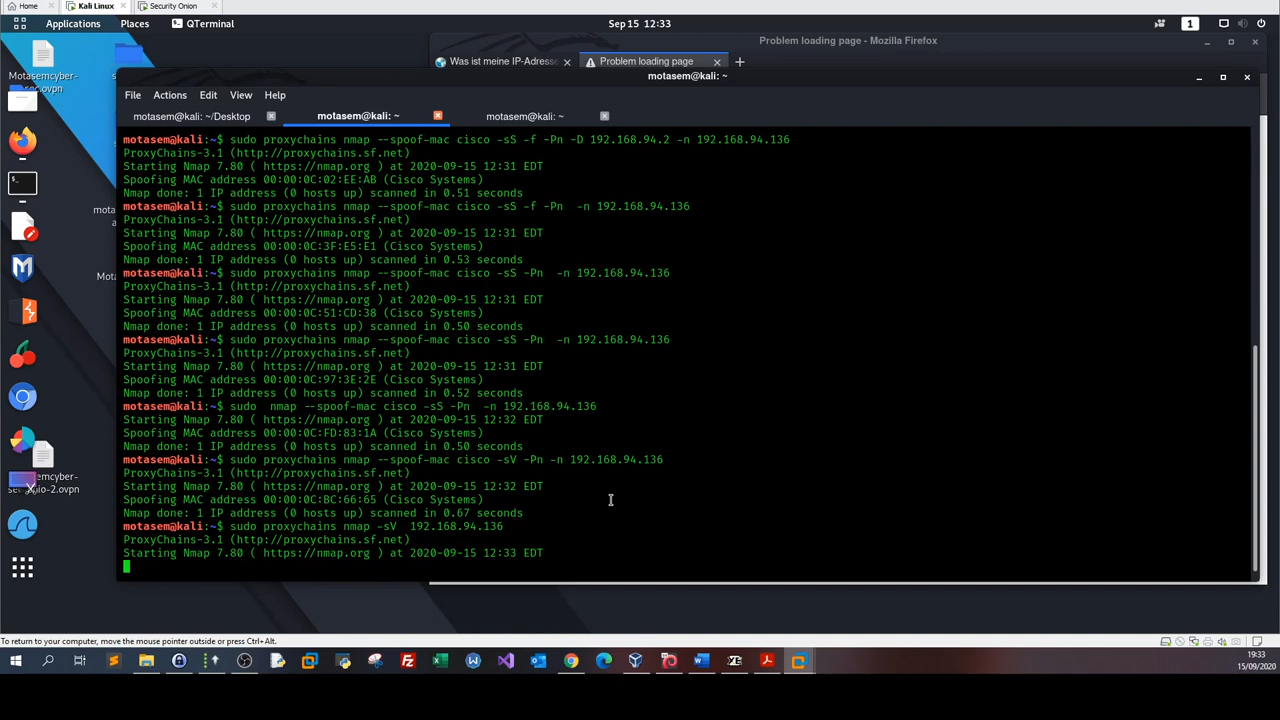 Home
Kali Linux
Security Onion
Applications
Places
QTerminal
Sep 15 12:33
1
Problem loading page - Mozilla Firefox
Was ist meine IP-Adresse
Problem loading page
Motasemcyber-
sec.ovpn
motasem@kali: ~
File Actions Edit View Help
motasem@kali: ~/Desktop
motasem@kali: ~
motasem@kali: ~
motasem@kali:~$ sudo proxychains nmap --spoof-mac cisco -sS -f -Pn -D 192.168.94.2 -n 192.168.94.136
ProxyChains-3.1 (http://proxychains.sf.net)
Starting Nmap 7.80 ( https://nmap.org ) at 2020-09-15 12:31 EDT
Spoofing MAC address 00:00:0C:02:EE:AB (Cisco Systems)
Nmap done: 1 IP address (0 hosts up) scanned in 0.51 seconds
motasem@kali:~$ sudo proxychains nmap --spoof-mac cisco -sS -f -Pn  -n 192.168.94.136
ProxyChains-3.1 (http://proxychains.sf.net)
Starting Nmap 7.80 ( https://nmap.org ) at 2020-09-15 12:31 EDT
Spoofing MAC address 00:00:0C:3F:E5:E1 (Cisco Systems)
Nmap done: 1 IP address (0 hosts up) scanned in 0.53 seconds
motasem@kali:~$ sudo proxychains nmap --spoof-mac cisco -sS -Pn  -n 192.168.94.136
ProxyChains-3.1 (http://proxychains.sf.net)
Starting Nmap 7.80 ( https://nmap.org ) at 2020-09-15 12:31 EDT
Spoofing MAC address 00:00:0C:51:CD:38 (Cisco Systems)
Nmap done: 1 IP address (0 hosts up) scanned in 0.50 seconds
motasem@kali:~$ sudo proxychains nmap --spoof-mac cisco -sS -Pn  -n 192.168.94.136
ProxyChains-3.1 (http://proxychains.sf.net)
Starting Nmap 7.80 ( https://nmap.org ) at 2020-09-15 12:31 EDT
Spoofing MAC address 00:00:0C:97:3E:2E (Cisco Systems)
Nmap done: 1 IP address (0 hosts up) scanned in 0.52 seconds
motasem@kali:~$ sudo  nmap --spoof-mac cisco -sS -Pn  -n 192.168.94.136
Starting Nmap 7.80 ( https://nmap.org ) at 2020-09-15 12:32 EDT
Spoofing MAC address 00:00:0C:FD:83:1A (Cisco Systems)
Nmap done: 1 IP address (0 hosts up) scanned in 0.50 seconds
motasem@kali:~$ sudo proxychains nmap --spoof-mac cisco -sV -Pn -n 192.168.94.136
ProxyChains-3.1 (http://proxychains.sf.net)
Starting Nmap 7.80 ( https://nmap.org ) at 2020-09-15 12:32 EDT
Spoofing MAC address 00:00:0C:BC:66:65 (Cisco Systems)
Nmap done: 1 IP address (0 hosts up) scanned in 0.67 seconds
motasem@kali:~$ sudo proxychains nmap -sV  192.168.94.136
ProxyChains-3.1 (http://proxychains.sf.net)
Starting Nmap 7.80 ( https://nmap.org ) at 2020-09-15 12:33 EDT
To return to your computer, move the mouse pointer outside or press Ctrl+Alt.
19:33
15/09/2020